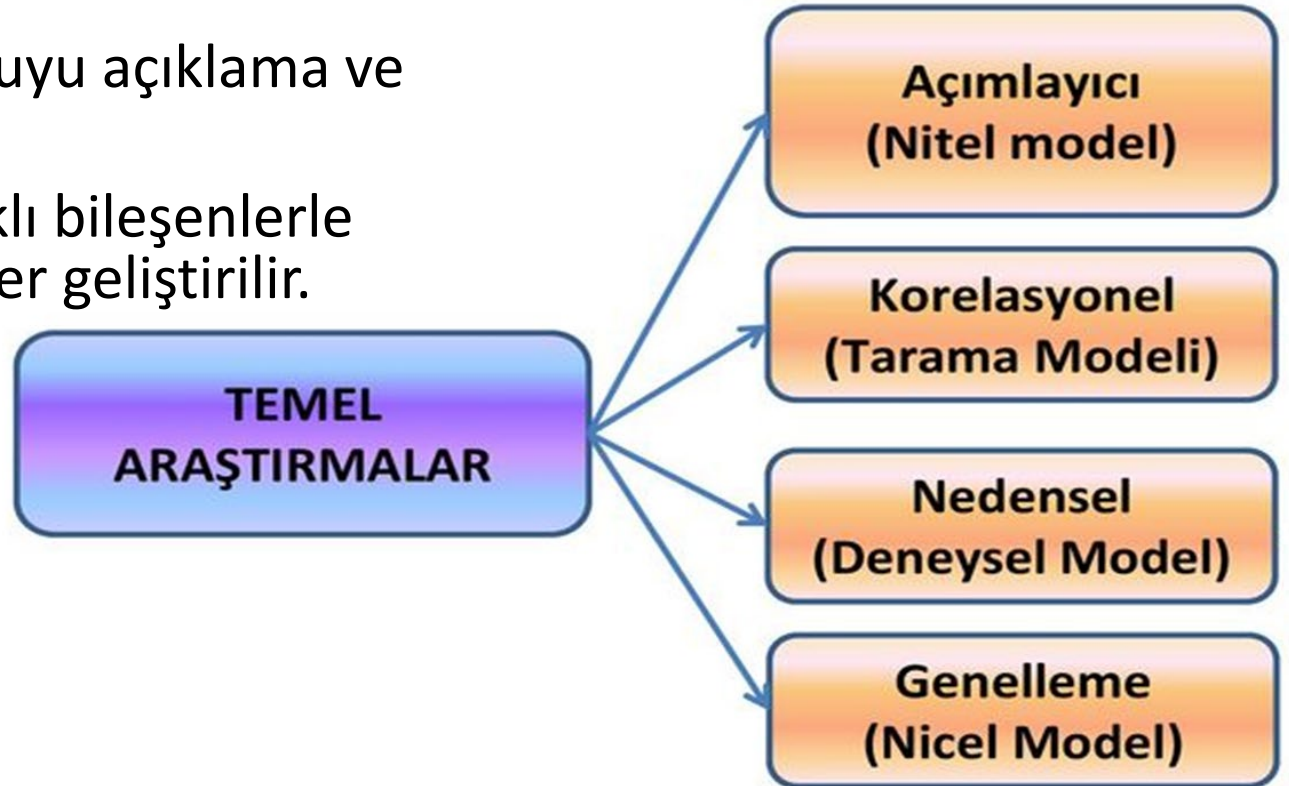 uyu açıklama ve
klı bileşenlerle
er geliştirilir.
TEMEL
ARAŞTIRMALAR
Açımlayıcı
(Nitel model)
Korelasyonel
(Tarama Modeli)
Nedensel
(Deneysel Model)
Genelleme
(Nicel Model)